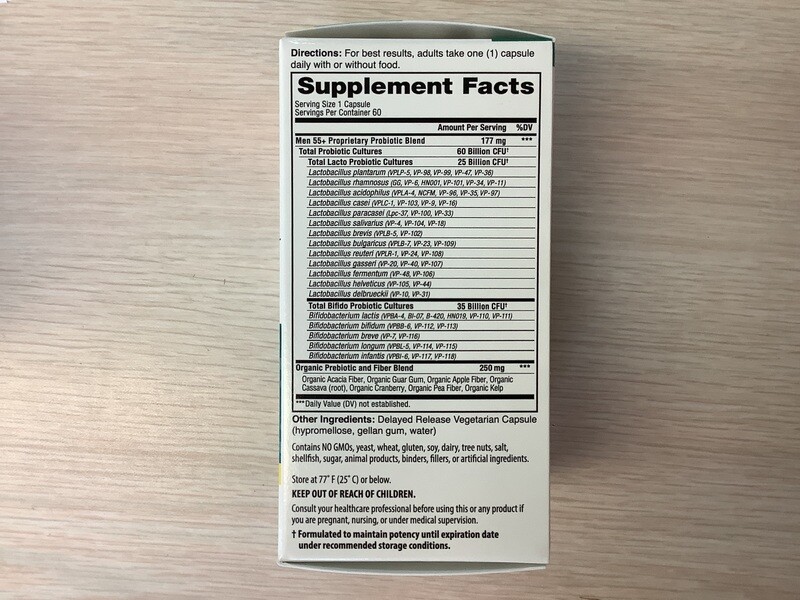 Directions: For best results, adults take one (1) capsule
daily with or without food.
Supplement Facts
Serving Size 1 Capsule
Servings Per Container 60
Amount Per Serving %DV
Men 55+ Proprietary Probiotic Blend 177 mg ***
Total Probiotic Cultures 60 Billion CFU†
Total Lacto Probiotic Cultures 25 Billion CFU†
Lactobacillus plantarum (VPLP-5, VP-98, VP-99, VP-47, VP-36)
Lactobacillus rhamnosus (GG, VP-6, HN001, VP-101, VP-34, VP-11)
Lactobacillus acidophilus (VPLA-4, NCFM, VP-96, VP-35, VP-97)
Lactobacillus casei (VPLC-1, VP-103, VP-9, VP-16)
Lactobacillus paracasei (Lpc-37, VP-100, VP-33)
Lactobacillus salivarius (VP-4, VP-104, VP-18)
Lactobacillus brevis (VPLB-5, VP-102)
Lactobacillus bulgaricus (VPLB-7, VP-23, VP-109)
Lactobacillus reuteri (VPLR-1, VP-24, VP-108)
Lactobacillus gasseri (VP-20, VP-40, VP-107)
Lactobacillus fermentum (VP-48, VP-106)
Lactobacillus helveticus (VP-105, VP-44)
Lactobacillus delbrueckii (VP-10, VP-31)
Total Bifido Probiotic Cultures 35 Billion CFU†
Bifidobacterium lactis (VPBA-4, BI-07, B-420, HN019, VP-110, VP-111)
Bifidobacterium bifidum (VPBB-6, VP-112, VP-113)
Bifidobacterium breve (VP-7, VP-116)
Bifidobacterium longum (VPBL-5, VP-114, VP-115)
Bifidobacterium infantis (VPBI-6, VP-117, VP-118)
Organic Prebiotic and Fiber Blend 250 mg ***
Organic Acacia Fiber, Organic Guar Gum, Organic Apple Fiber, Organic
Cassava (root), Organic Cranberry, Organic Pea Fiber, Organic Kelp
***Daily Value (DV) not established.
Other Ingredients: Delayed Release Vegetarian Capsule
(hypromellose, gellan gum, water)
Contains NO GMOs, yeast, wheat, gluten, soy, dairy, tree nuts, salt,
shellfish, sugar, animal products, binders, fillers, or artificial ingredients.
Store at 77° F (25° C) or below.
KEEP OUT OF REACH OF CHILDREN.
Consult your healthcare professional before using this or any product if
you are pregnant, nursing, or under medical supervision.
† Formulated to maintain potency until expiration date
under recommended storage conditions.